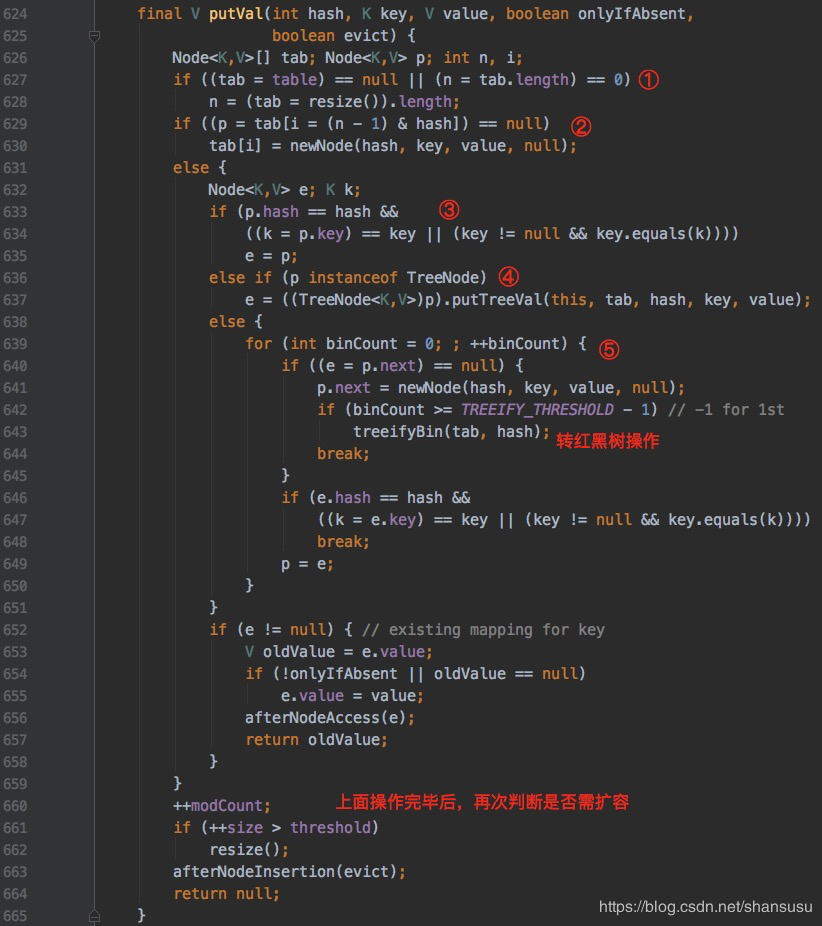 624 final V putVal(int hash, K key, V value, boolean onlyIfAbsent,
625 boolean evict) {
626 Node<K,V>[] tab; Node<K,V> p; int n, i;
627 if ((tab = table) == null || (n = tab.length) == 0) ①
628 n = (tab = resize()).length;
629 if ((p = tab[i = (n - 1) & hash]) == null) ②
630 tab[i] = newNode(hash, key, value, null);
631 else {
632 Node<K,V> e; K k;
633 if (p.hash == hash && ③
634 ((k = p.key) == key || (key != null && key.equals(k))))
635 e = p;
636 else if (p instanceof TreeNode) ④
637 e = ((TreeNode<K,V>)p).putTreeVal(this, tab, hash, key, value);
638 else {
639 for (int binCount = 0; ; ++binCount) { ⑤
640 if ((e = p.next) == null) {
641 p.next = newNode(hash, key, value, null);
642 if (binCount >= TREEIFY_THRESHOLD - 1) // -1 for 1st
643 treeifyBin(tab, hash); 转红黑树操作
644 break;
645 }
646 if (e.hash == hash &&
647 ((k = e.key) == key || (key != null && key.equals(k))))
648 break;
649 p = e;
650 }
651 }
652 if (e != null) { // existing mapping for key
653 V oldValue = e.value;
654 if (!onlyIfAbsent || oldValue == null)
655 e.value = value;
656 afterNodeAccess(e);
657 return oldValue;
658 }
659 }
660 ++modCount; 上面操作完毕后，再次判断是否需扩容
661 if (++size > threshold)
662 resize();
663 afterNodeInsertion(evict);
664 return null;
665 }
https://blog.csdn.net/shansusu